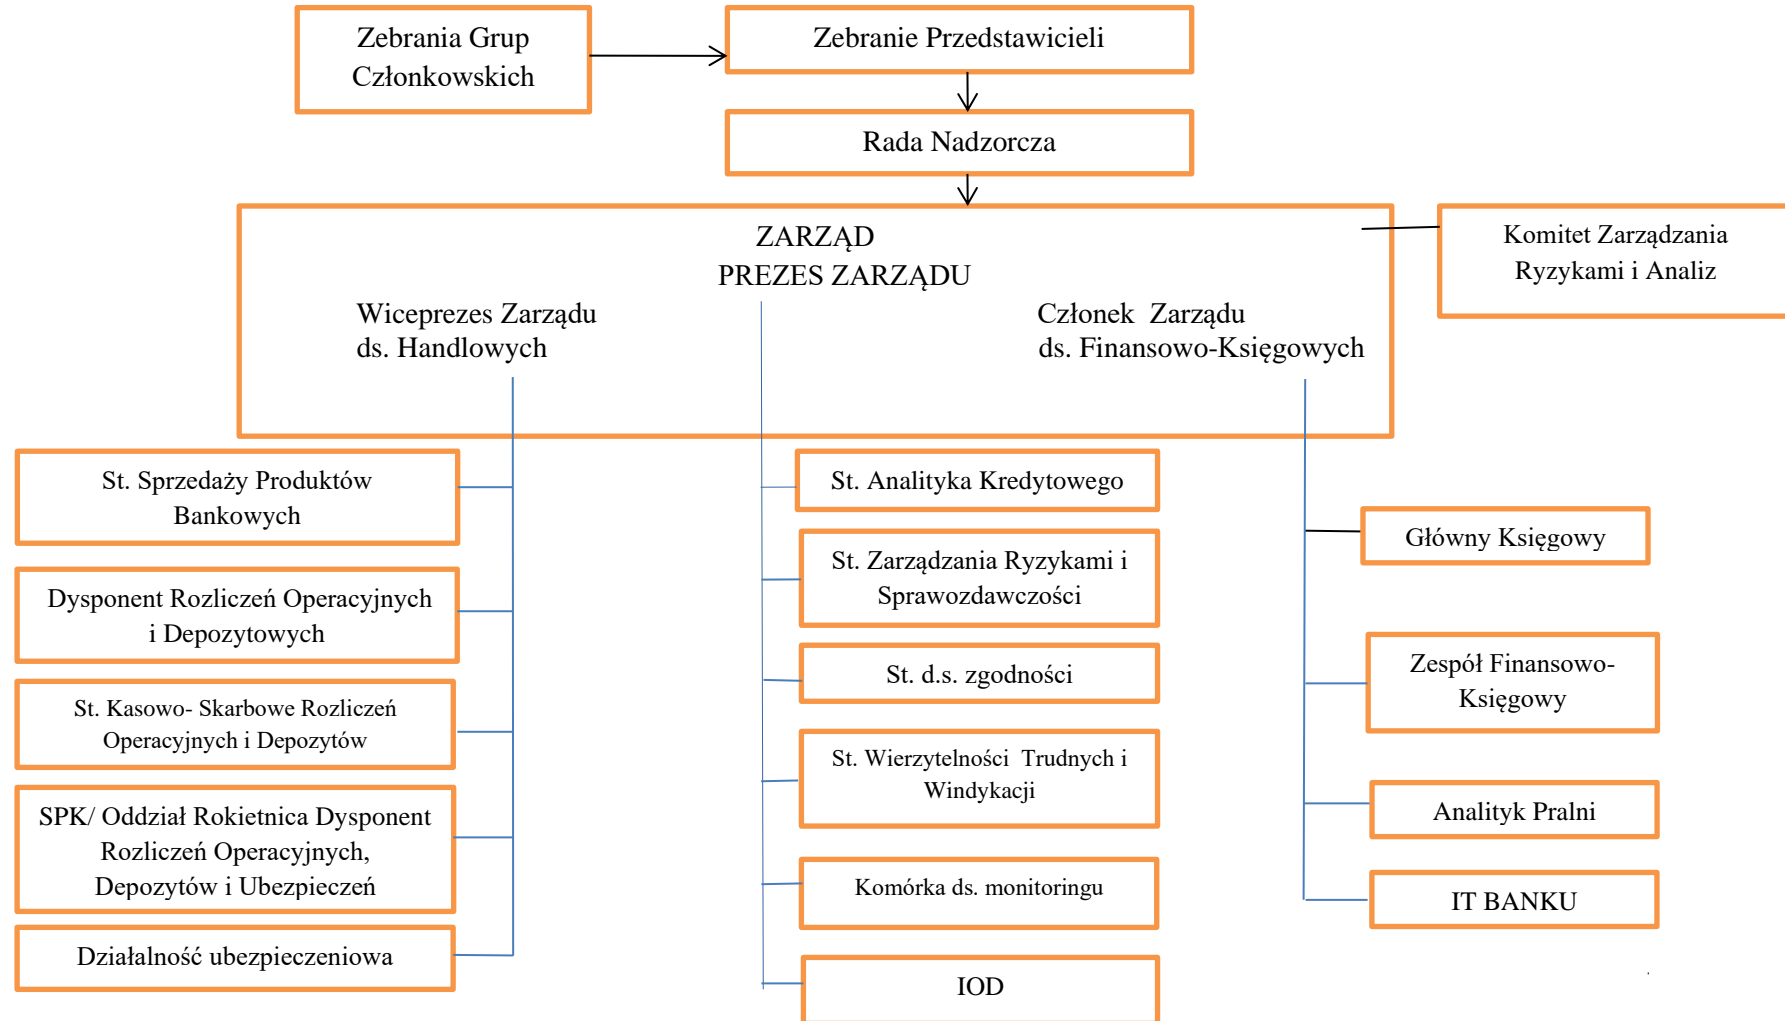 Zebrania Grup
Członkowskich
Zebranie Przedstawicieli
Rada Nadzorcza
ZARZĄD
PREZES ZARZĄDU
Komitet Zarządzania
Ryzykami i Analiz
Wiceprezes Zarządu
ds. Handlowych
Członek Zarządu
ds. Finansowo-Księgowych
St. Sprzedaży Produktów
Bankowych
Dysponent Rozliczeń Operacyjnych
i Depozytowych
St. Kasowo- Skarbowe Rozliczeń
Operacyjnych i Depozytów
SPK/ Oddział Rokietnica Dysponent
Rozliczeń Operacyjnych,
Depozytów i Ubezpieczeń
Działalność ubezpieczeniowa
St. Analityka Kredytowego
St. Zarządzania Ryzykami i
Sprawozdawczości
St. d.s. zgodności
St. Wierzytelności Trudnych i
Windykacji
Komórka ds. monitoringu
IOD
Główny Księgowy
Zespół Finansowo-
Księgowy
Analityk Pralni
IT BANKU